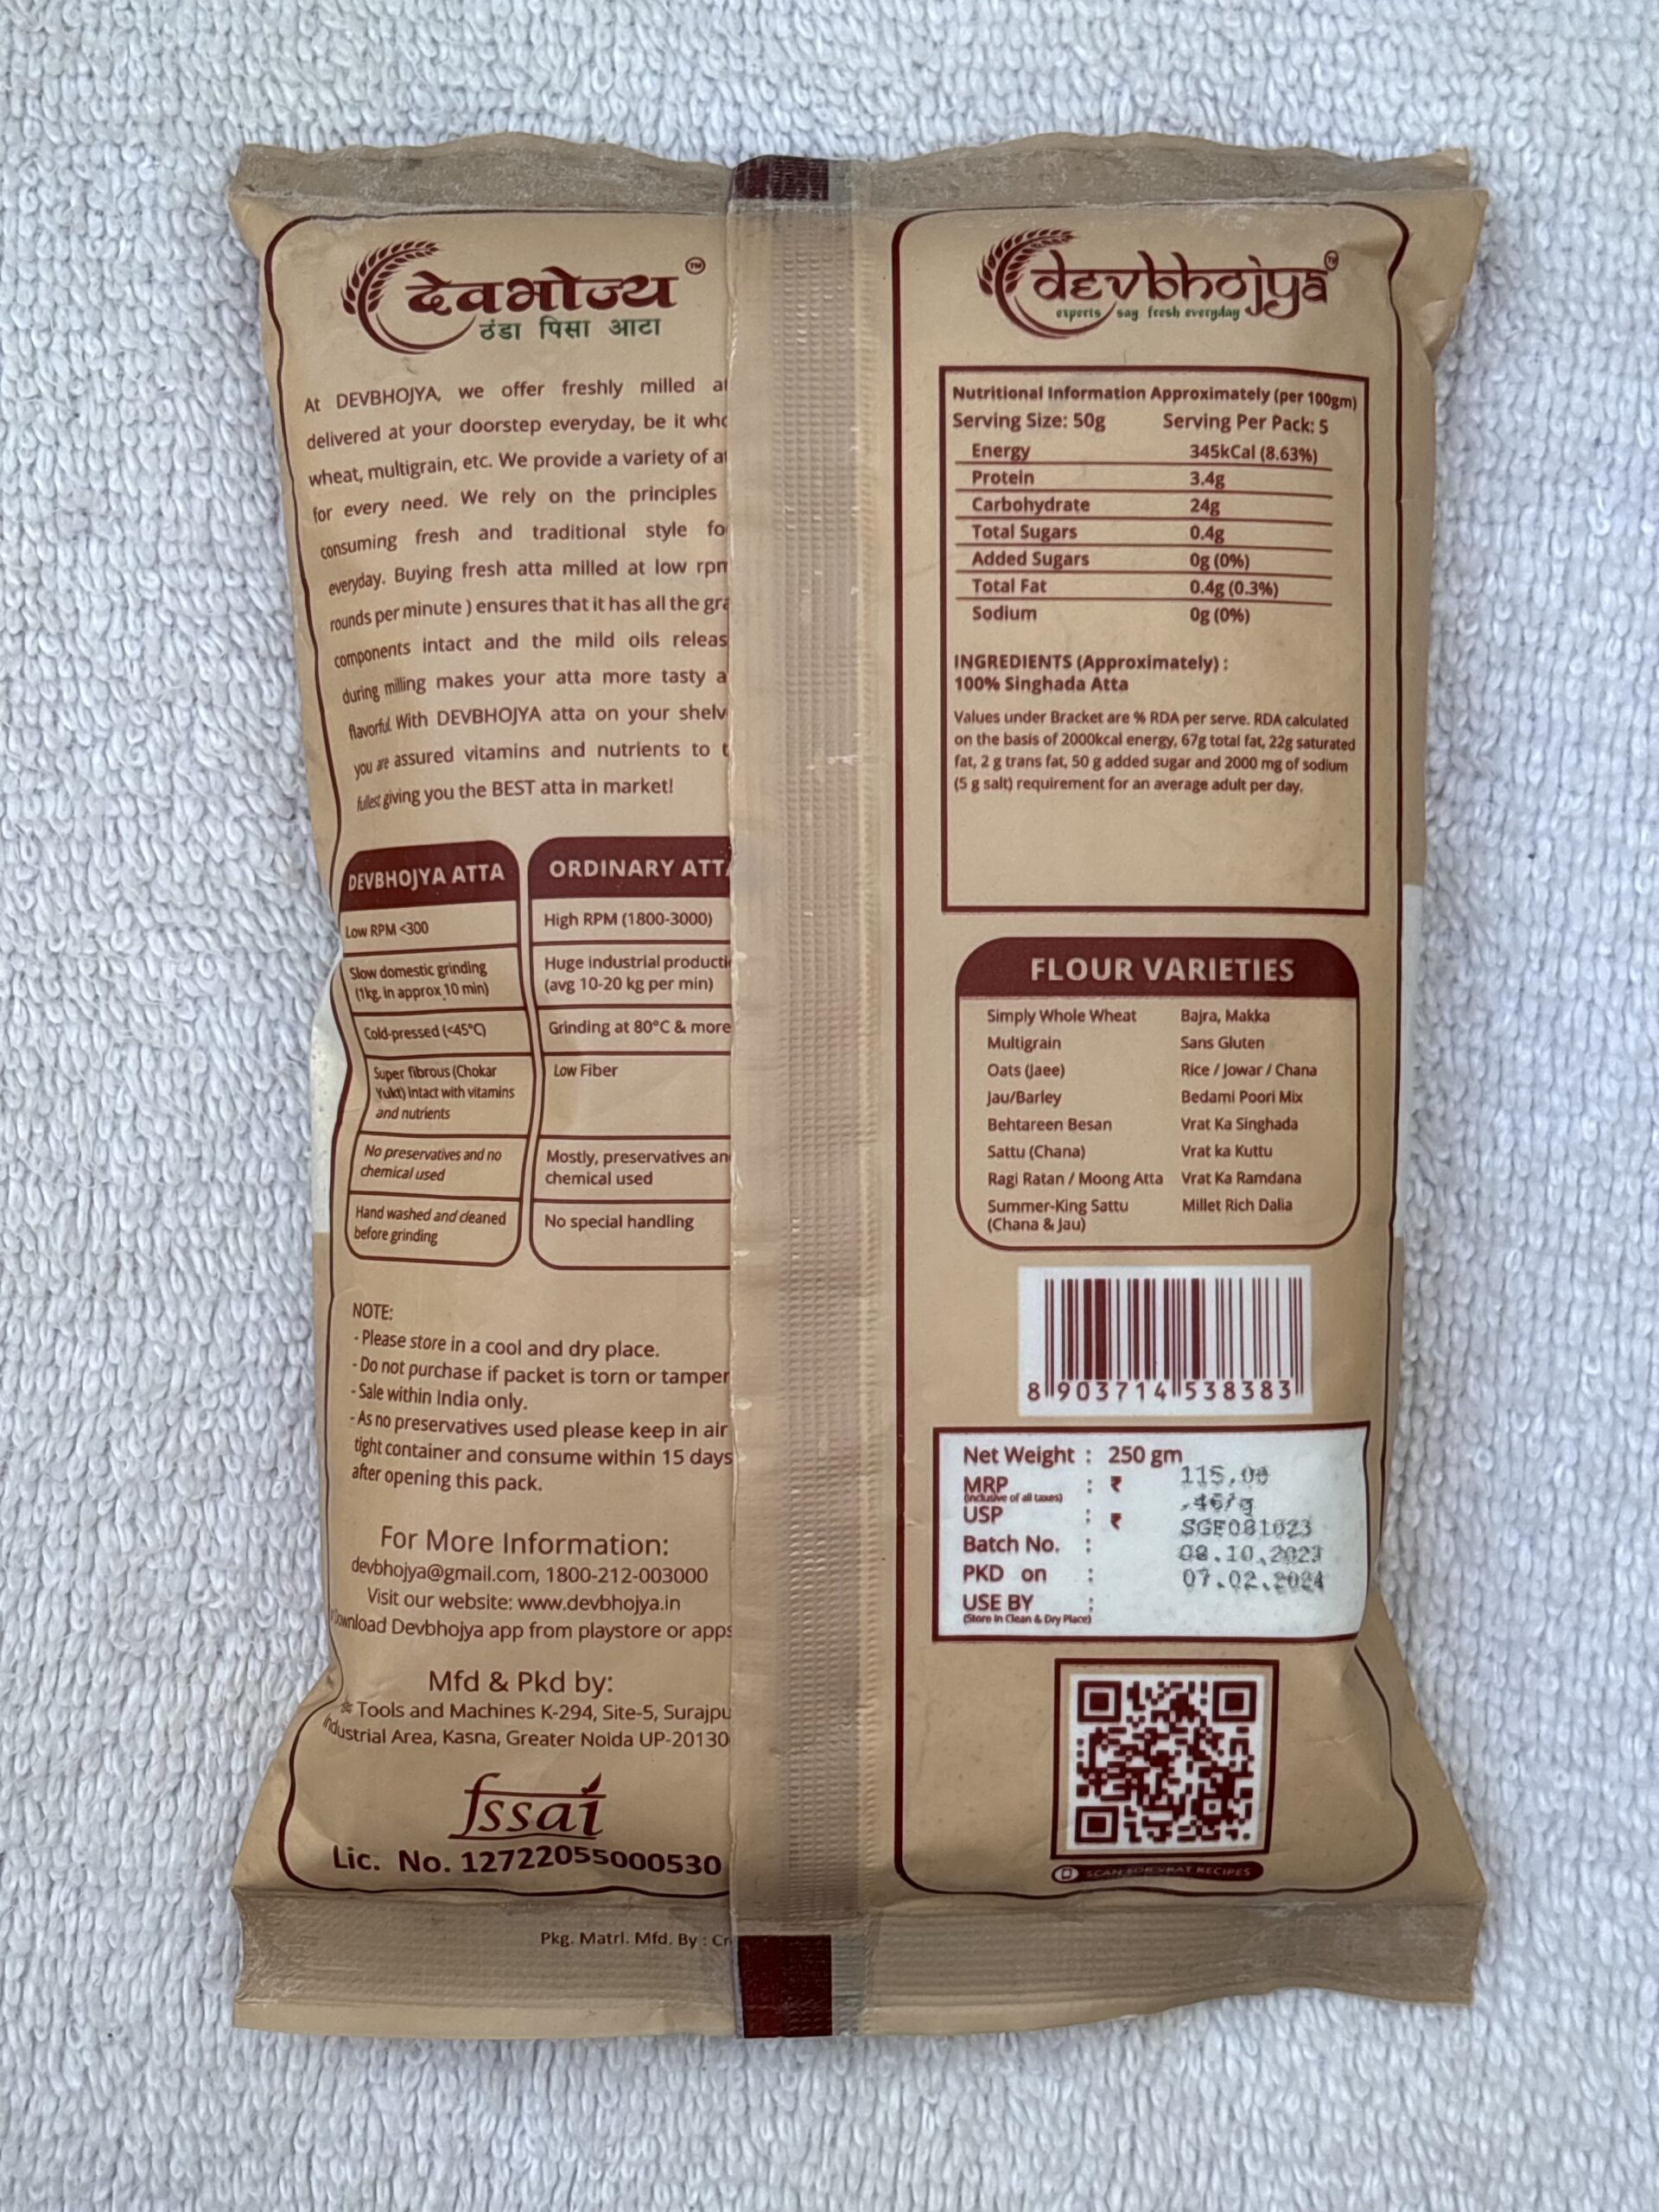 देवभोज्य ™
ठंडा पिसा आटा
At DEVBHOJYA, we offer freshly milled
delivered at your doorstep everyday, be it
wheat, multigrain, etc. We provide a variety of
for every need. We rely on the principles
consuming fresh and traditional style
everyday. Buying fresh atta milled at low
rounds per minute ) ensures that it has all the
components intact and the mild oils
during milling makes your atta more tasty
flavorful. With DEVBHOJYA atta on your
you are assured vitamins and nutrients to
fullest giving you the BEST atta in market!
DEVBHOJYA ATTA
Low RPM <300
Slow domestic grinding
(1kg. in approx 10 min)
Cold-pressed (<45°C)
Super fibrous (Chokar
Yukt) intact with vitamins
and nutrients
No preservatives and no
chemical used
Hand washed and cleaned
before grinding
ORDINARY
High RPM (1800-3000)
Huge industrial
(avg 10-20 kg per min)
Grinding at 80°C & more
Low Fiber
Mostly, preservatives
chemical used
No special handling
NOTE:
- Please store in a cool and dry place.
- Do not purchase if packet is torn or
- Sale within India only.
- As no preservatives used please keep in air
tight container and consume within 15 days
after opening this pack.
For More Information:
devbhojya@gmail.com, 1800-212-003000
Visit our website: www.devbhojya.in
Devbhojya app from playstore or
Mfd & Pkd by:
Tools and Machines K-294, Site-5,
Industrial Area, Kasna, Greater Noida
fssai
Lic. No. 12722055000530
Pkg. Matrl. Mfd. By :
devbhojya
experts say fresh everyday
Nutritional Information Approximately (per 100gm)
Serving Size: 50g Serving Per Pack: 5
Energy 345kCal (8.63%)
Protein 3.4g
Carbohydrate 24g
Total Sugars 0.4g
Added Sugars 0g (0%)
Total Fat 0.4g (0.3%)
Sodium 0g (0%)
INGREDIENTS (Approximately) :
100% Singhada Atta
Values under Bracket are % RDA per serve. RDA calculated
on the basis of 2000kcal energy, 67g total fat, 22g saturated
fat, 2 g trans fat, 50 g added sugar and 2000 mg of sodium
(5 g salt) requirement for an average adult per day.
FLOUR VARIETIES
Simply Whole Wheat Bajra, Makka
Multigrain Sans Gluten
Oats (Jaee) Rice / Jowar / Chana
Jau/Barley Bedami Poori Mix
Behtareen Besan Vrat Ka Singhada
Sattu (Chana) Vrat ka Kuttu
Ragi Ratan / Moong Atta Vrat Ka Ramdana
Summer-King Sattu Millet Rich Dalia
(Chana & Jau)
8 903714 538383
Net Weight : 250 gm
MRP : ₹ 115.00
(inclusive of all taxes)
USP : ₹ .46/g
Batch No. : SGF081023
PKD on : 08.10.2023
USE BY : 07.02.2024
(Store In Clean & Dry Place)
SCAN FOR VRAT RECIPES